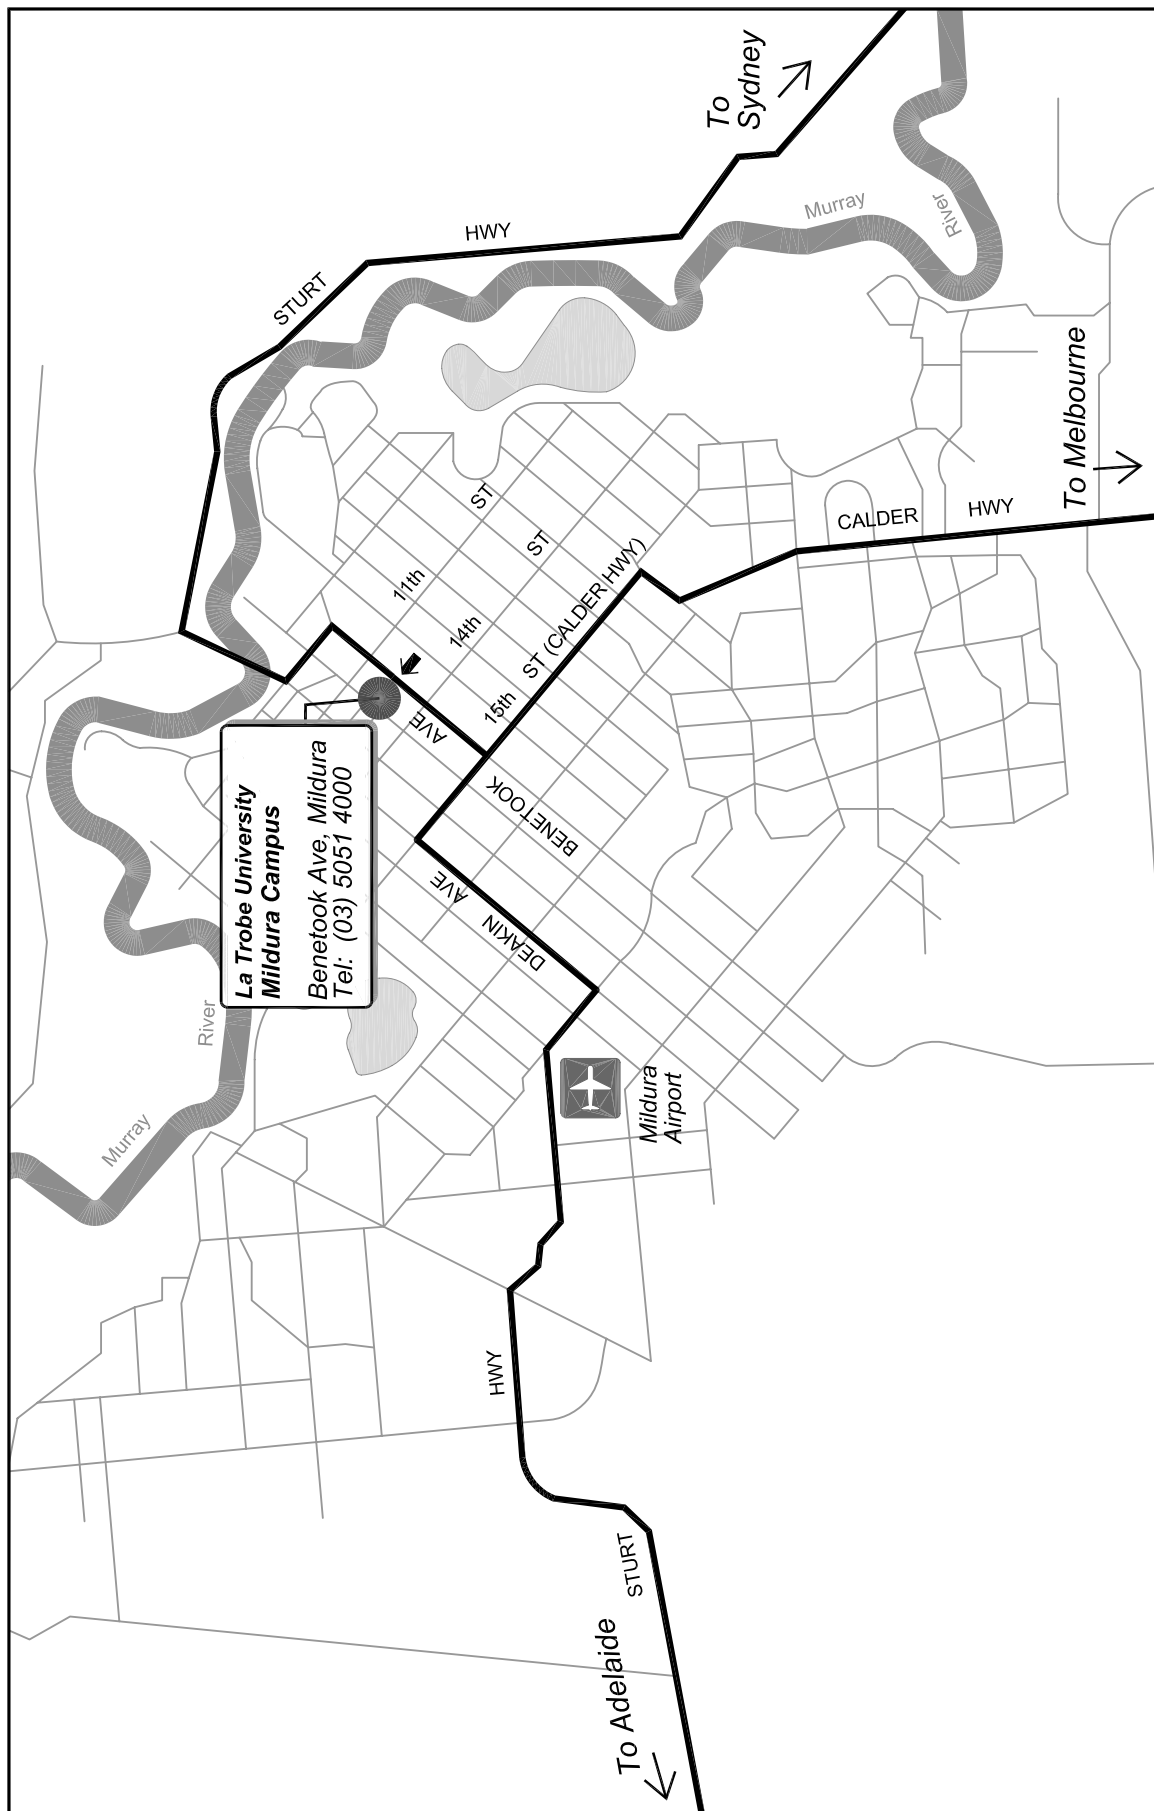 To
Sydney
HWY
STURT
Murray
River
To Melbourne
CALDER
HWY
11th
ST
14th
ST
15th
ST (CALDER HWY)
BENETOOK
AVE
DEAKIN
AVE
La Trobe University
Mildura Campus
Benetook Ave, Mildura
Tel: (03) 5051 4000
Mildura
Airport
Murray
River
HWY
STURT
To Adelaide